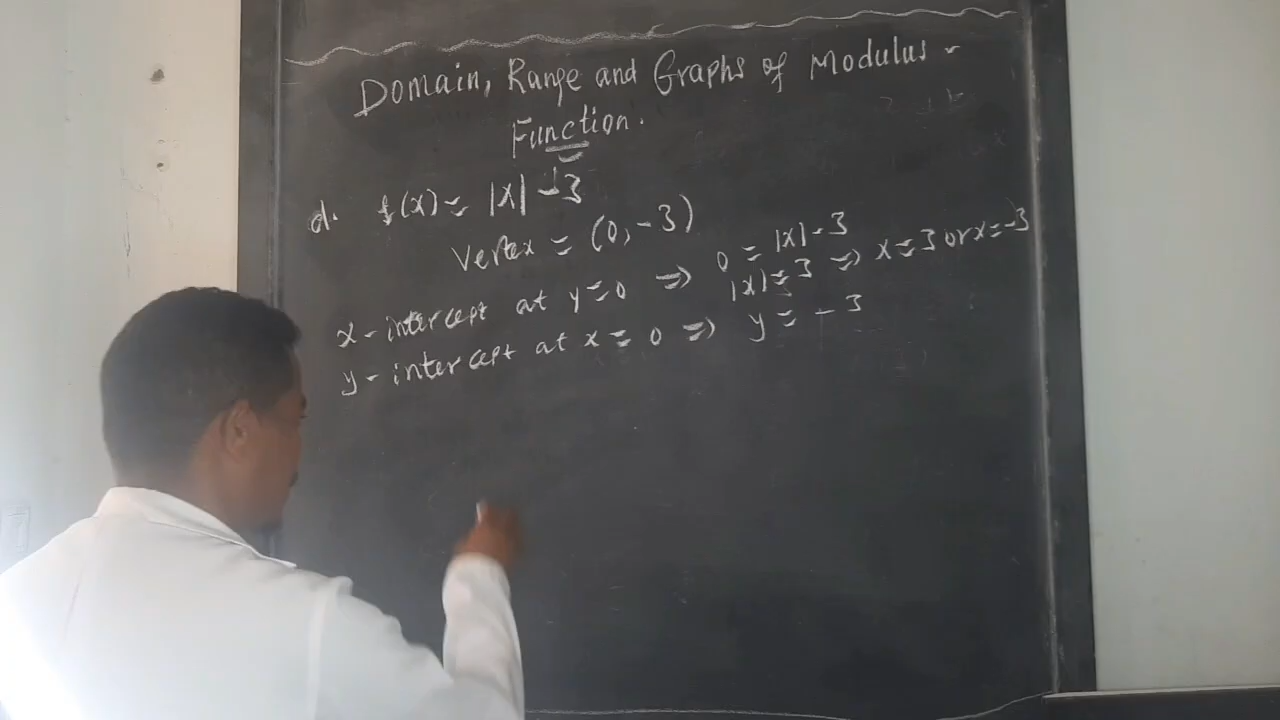 Domain, Range and Graphs of Modulus -
Function.
d. f(x) = |x| - 3
Vertex = (0, -3)
x-intercept at y=0 => 0 = |x| - 3
|x| = 3 => x = 3 or x = -3
y-intercept at x = 0 => y = -3